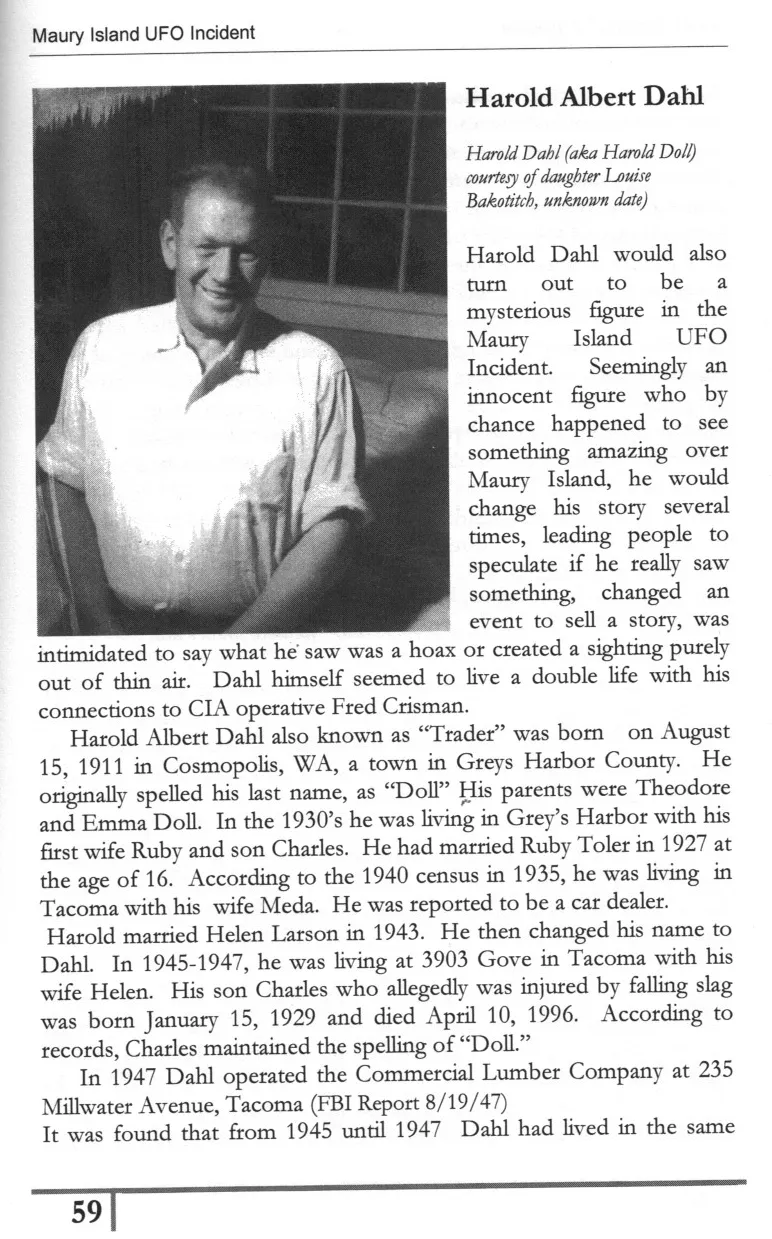 Maury Island UFO Incident
Harold Albert Dahl
Harold Dahl (aka Harold Doll)
courtesy of daughter Louise
Bakotitch, unknown date)
Harold Dahl would also
turn out to be a
mysterious figure in the
Maury Island UFO
Incident. Seemingly an
innocent figure who by
chance happened to see
something amazing over
Maury Island, he would
change his story several
times, leading people to
speculate if he really saw
something, changed an
event to sell a story, was
intimidated to say what he saw was a hoax or created a sighting purely
out of thin air. Dahl himself seemed to live a double life with his
connections to CIA operative Fred Crisman.
Harold Albert Dahl also known as “Trader” was born on August
15, 1911 in Cosmopolis, WA, a town in Greys Harbor County. He
originally spelled his last name, as “Doll” His parents were Theodore
and Emma Doll. In the 1930’s he was living in Grey’s Harbor with his
first wife Ruby and son Charles. He had married Ruby Toler in 1927 at
the age of 16. According to the 1940 census in 1935, he was living in
Tacoma with his wife Meda. He was reported to be a car dealer.
Harold married Helen Larson in 1943. He then changed his name to
Dahl. In 1945-1947, he was living at 3903 Gove in Tacoma with his
wife Helen. His son Charles who allegedly was injured by falling slag
was born January 15, 1929 and died April 10, 1996. According to
records, Charles maintained the spelling of “Doll.”
In 1947 Dahl operated the Commercial Lumber Company at 235
Millwater Avenue, Tacoma (FBI Report 8/19/47)
It was found that from 1945 until 1947 Dahl had lived in the same
59